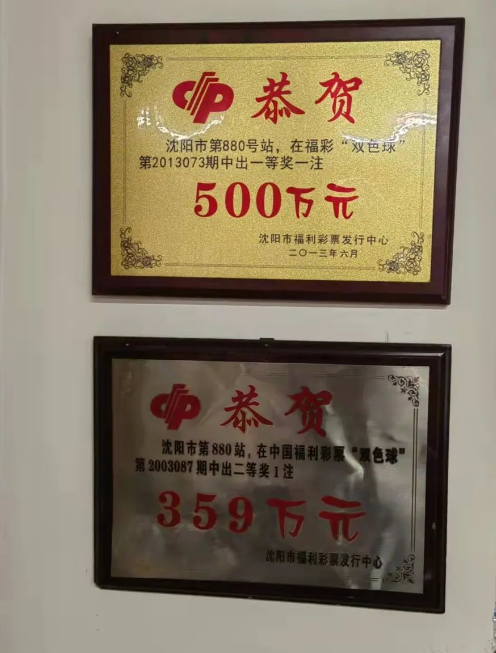 恭贺
沈阳市第880号站，在福彩“双色球”
第2013073期中出一等奖一注
500万元
沈阳市福利彩票发行中心
二〇一三年六月
恭贺
沈阳市第880站，在中国福利彩票“双色球”
第2003087期中出二等奖1注
359万元
沈阳市福利彩票发行中心